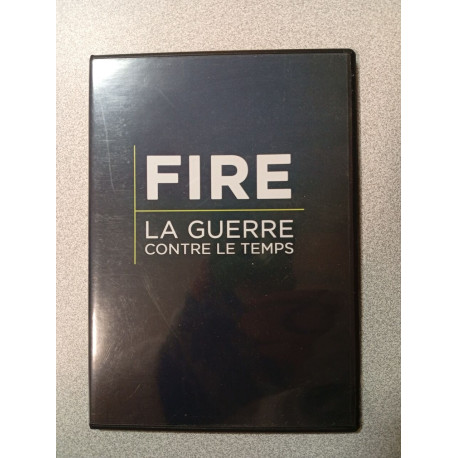 FIRE
LA GUERRE
CONTRE LE TEMPS